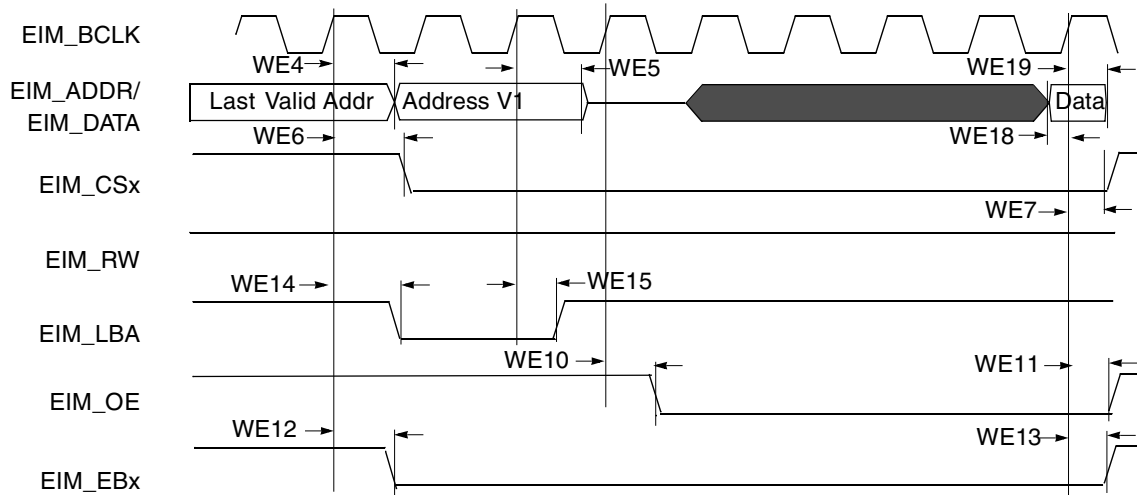 EIM_BCLK
WE4
WE5
WE19
EIM_ADDR/
EIM_DATA
Last Valid Addr
Address V1
Data
WE6
WE18
EIM_CSx
WE7
EIM_RW
WE14
WE15
EIM_LBA
WE10
WE11
EIM_OE
WE12
WE13
EIM_EBx